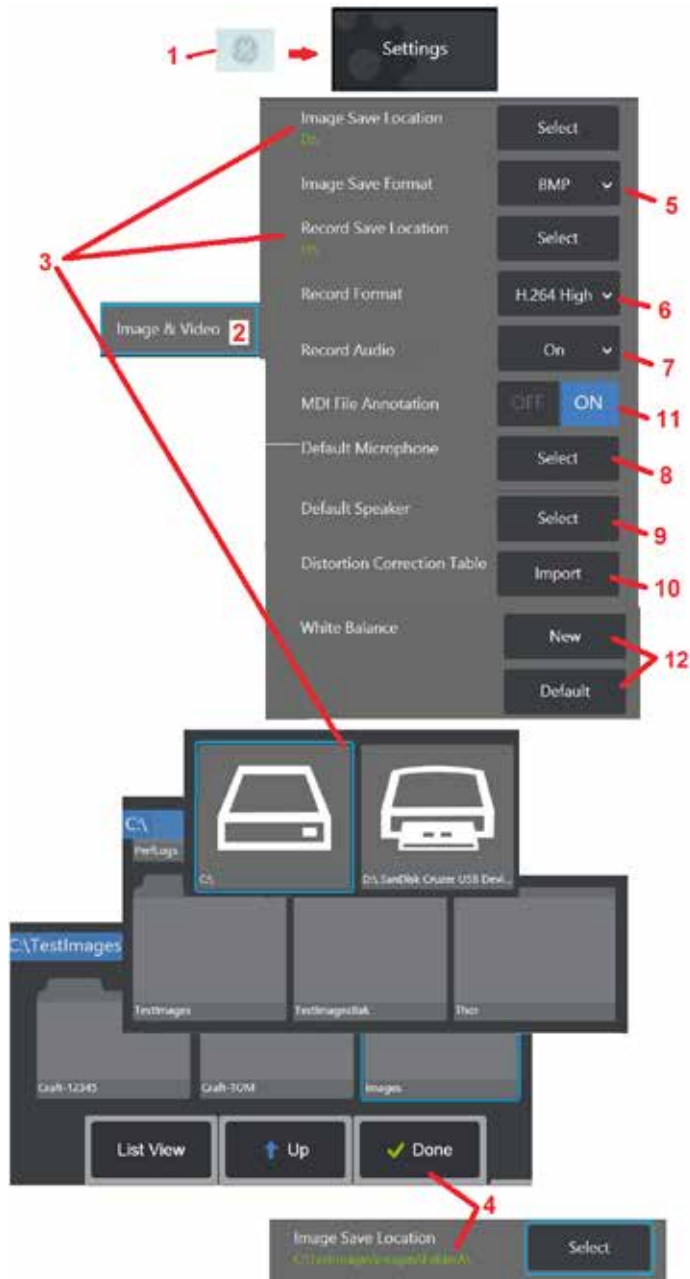 1
Settings
Image Save Location
Select
D:\
Image Save Format
BMP
5
Record Save Location
Select
3
Record Format
H.264 High
6
Image & Video 2
Record Audio
On
7
MDI File Annotation
OFF ON
11
Default Microphone
Select
8
Default Speaker
Select
9
Distortion Correction Table
Import
10
White Balance
New
12
Default
C:\
PerfLogs
C:\
D:\ SanDisk Cruzer USB Devi...
C:\TestImages
TestImages
TestImagesBak
Thor
Craft-12345
Craft-TOM
Images
List View
Up
Done
4
Image Save Location
Select